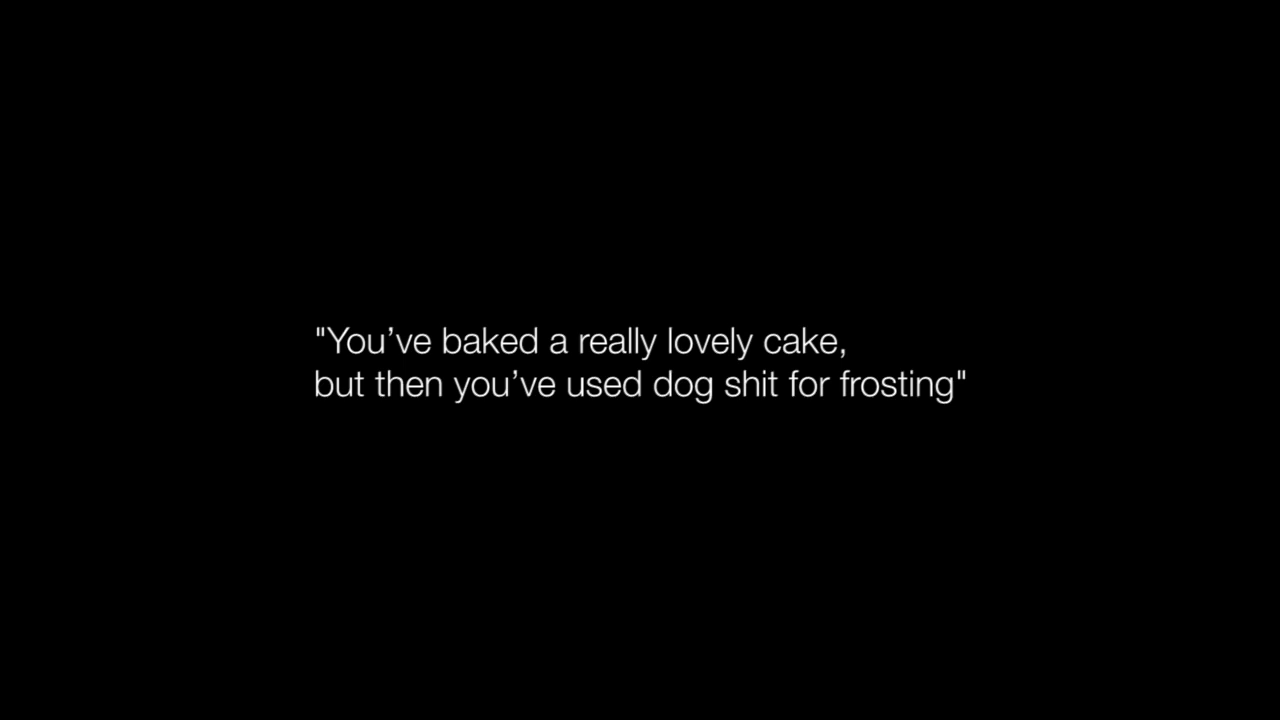 "You’ve baked a really lovely cake,
but then you’ve used dog shit for frosting"